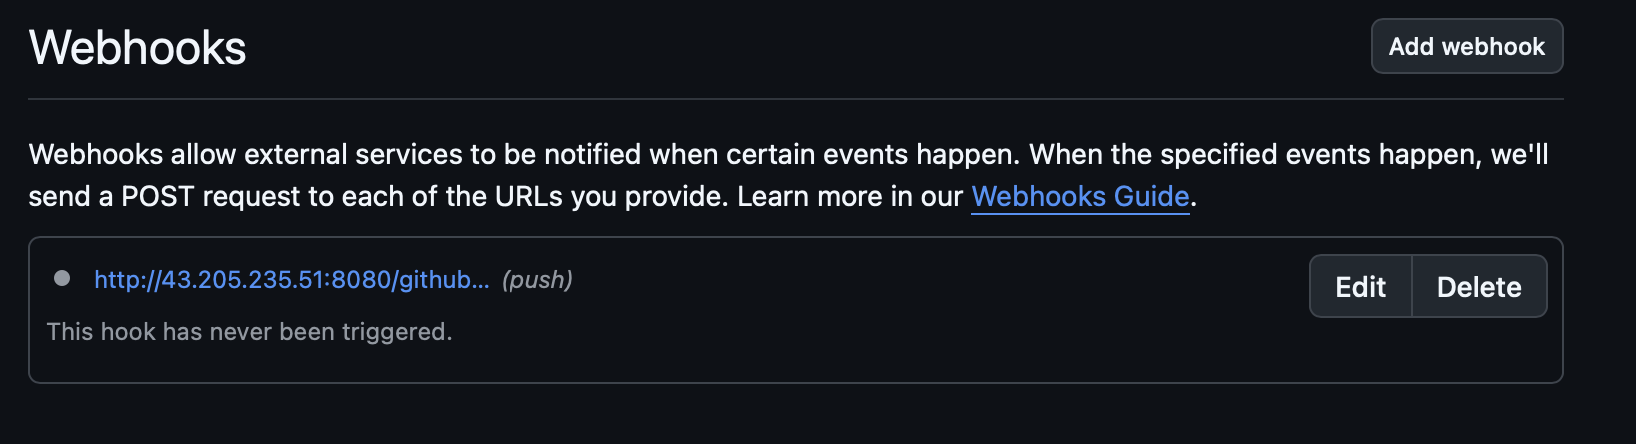 Webhooks
Add webhook
Webhooks allow external services to be notified when certain events happen. When the specified events happen, we'll
send a POST request to each of the URLs you provide. Learn more in our Webhooks Guide.
http://43.205.235.51:8080/github... (push)
Edit
Delete
This hook has never been triggered.